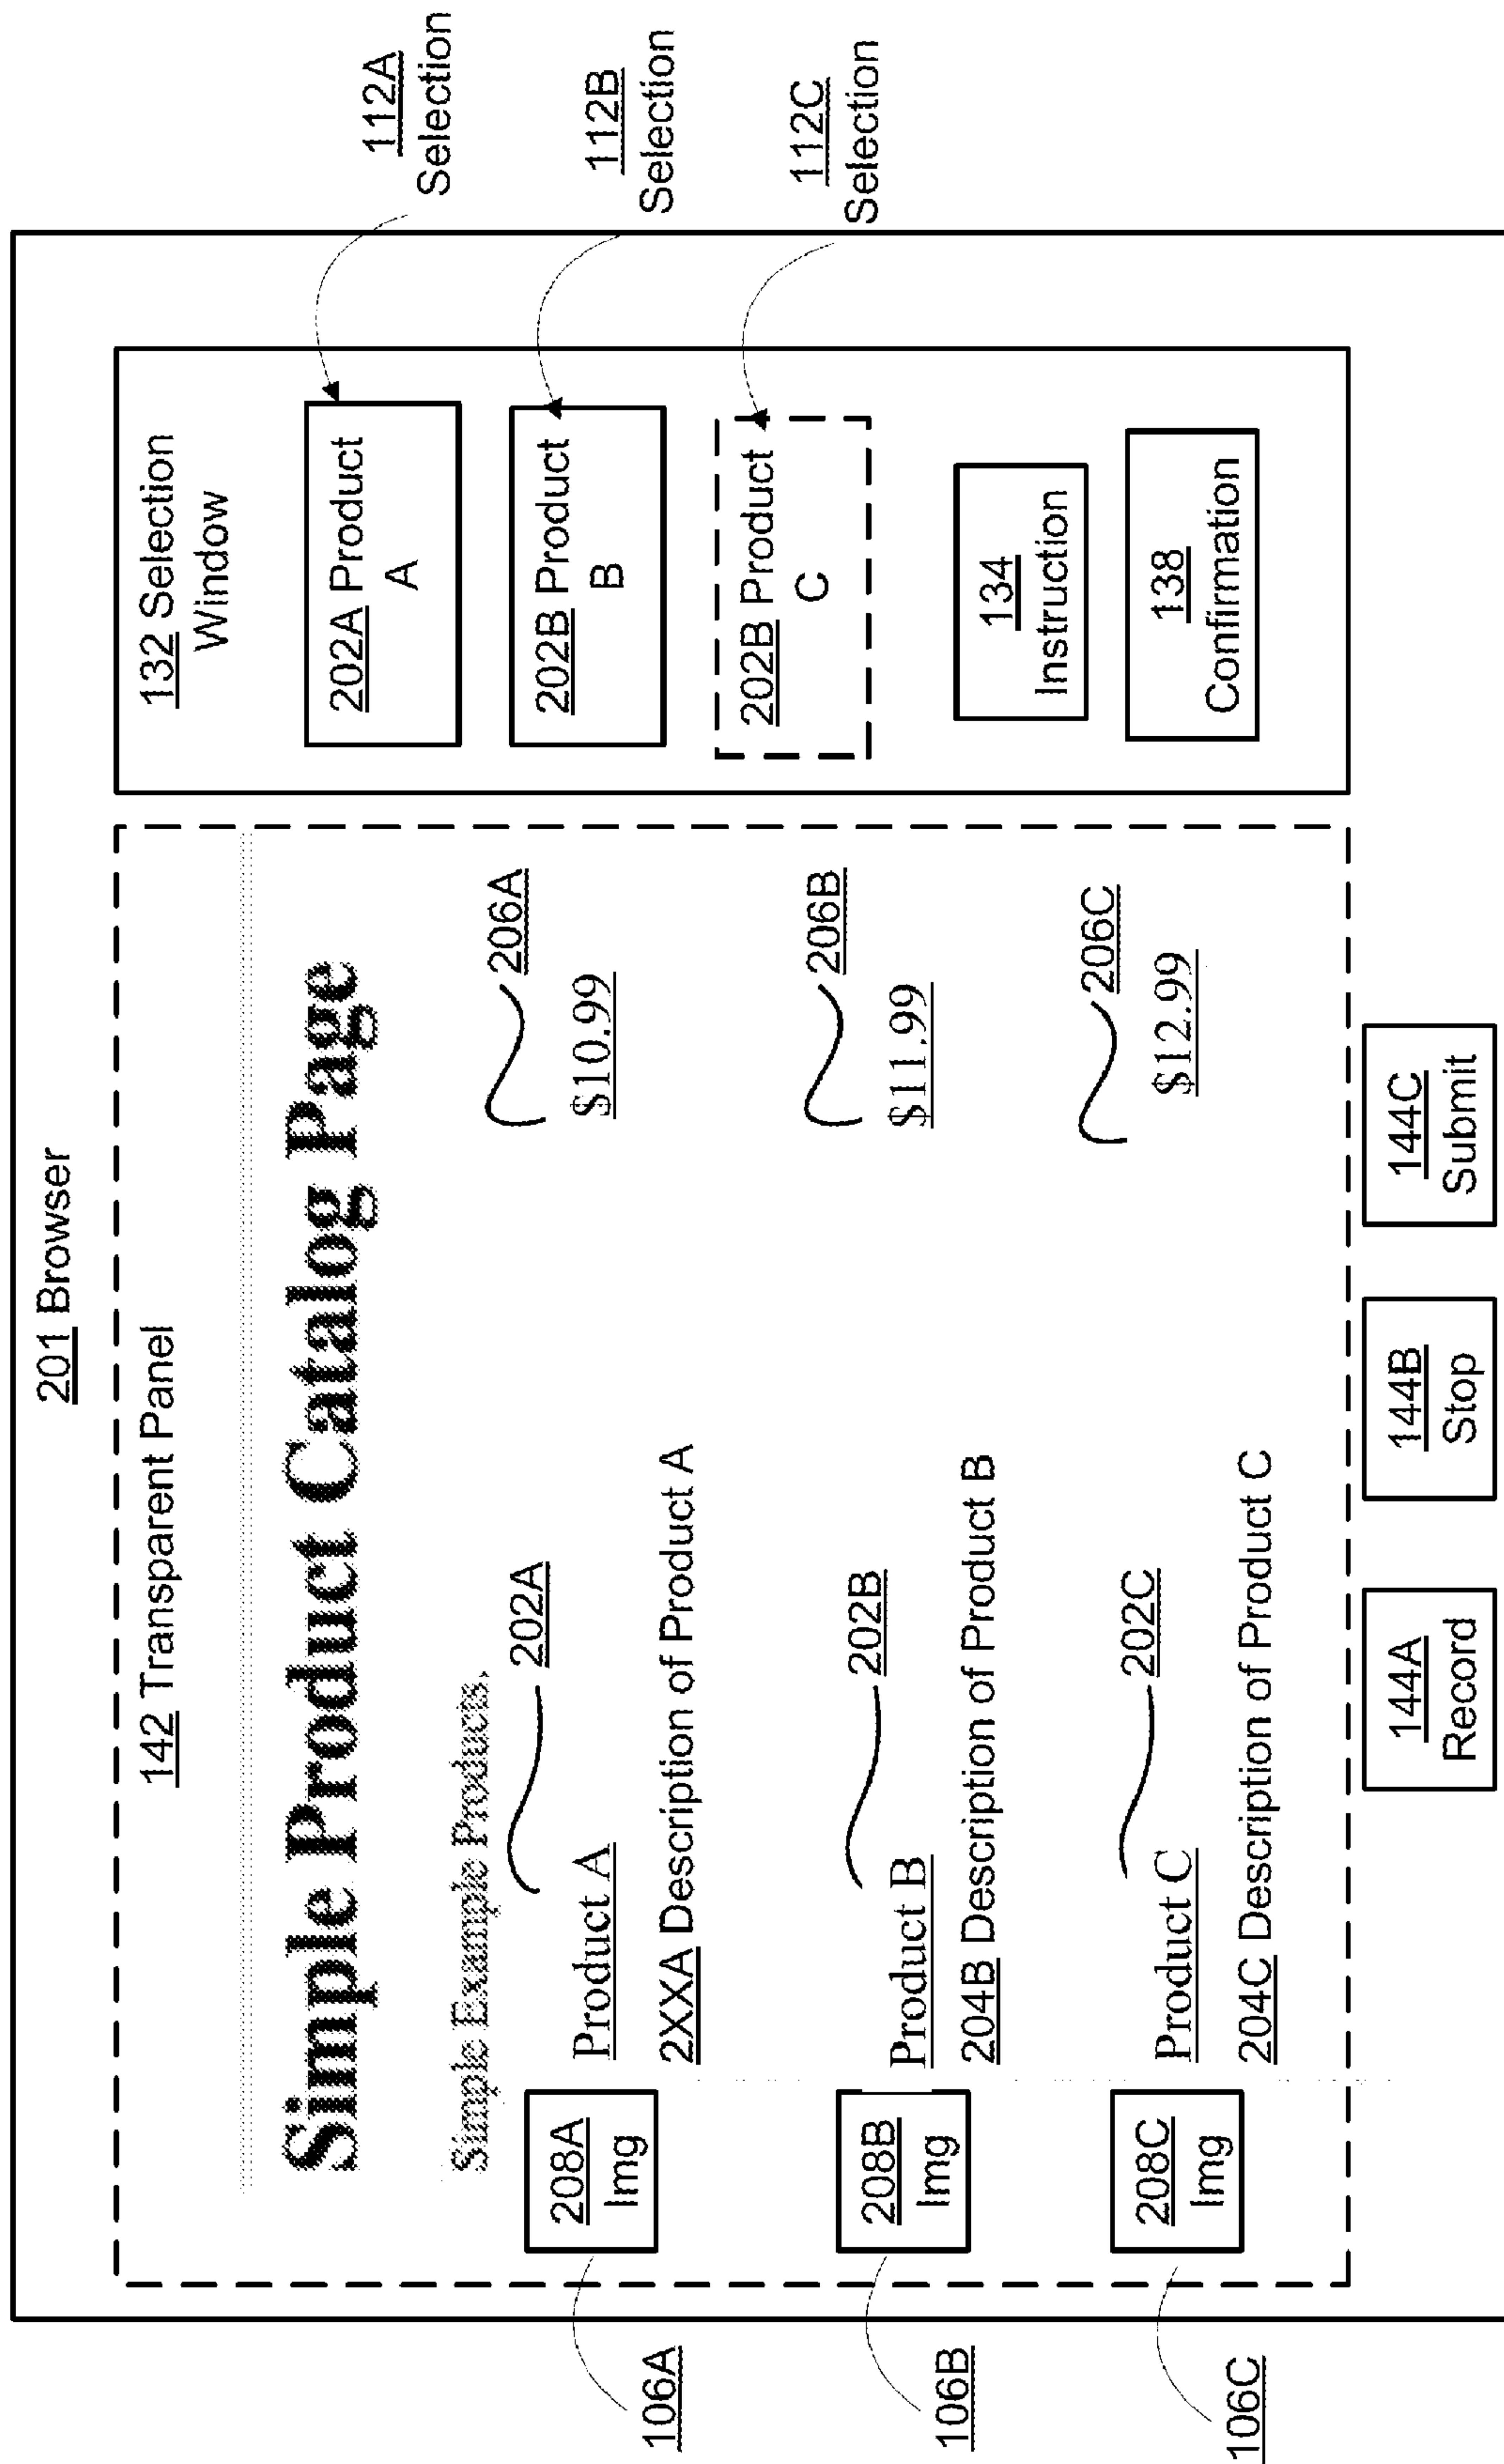 201 Browser
142 Transparent Panel
Simple Product Catalog Page
Simple Example Products.
106A
208A
Img
Product A
202A
2XXA Description of Product A
206A
$10.99
106B
208B
Img
Product B
202B
204B Description of Product B
206B
$11.99
106C
208C
Img
Product C
202C
204C Description of Product C
206C
$12.99
132 Selection
Window
202A Product
A
202B Product
B
202B Product
C
134
Instruction
138
Confirmation
112A
Selection
112B
Selection
112C
Selection
144A
Record
144B
Stop
144C
Submit